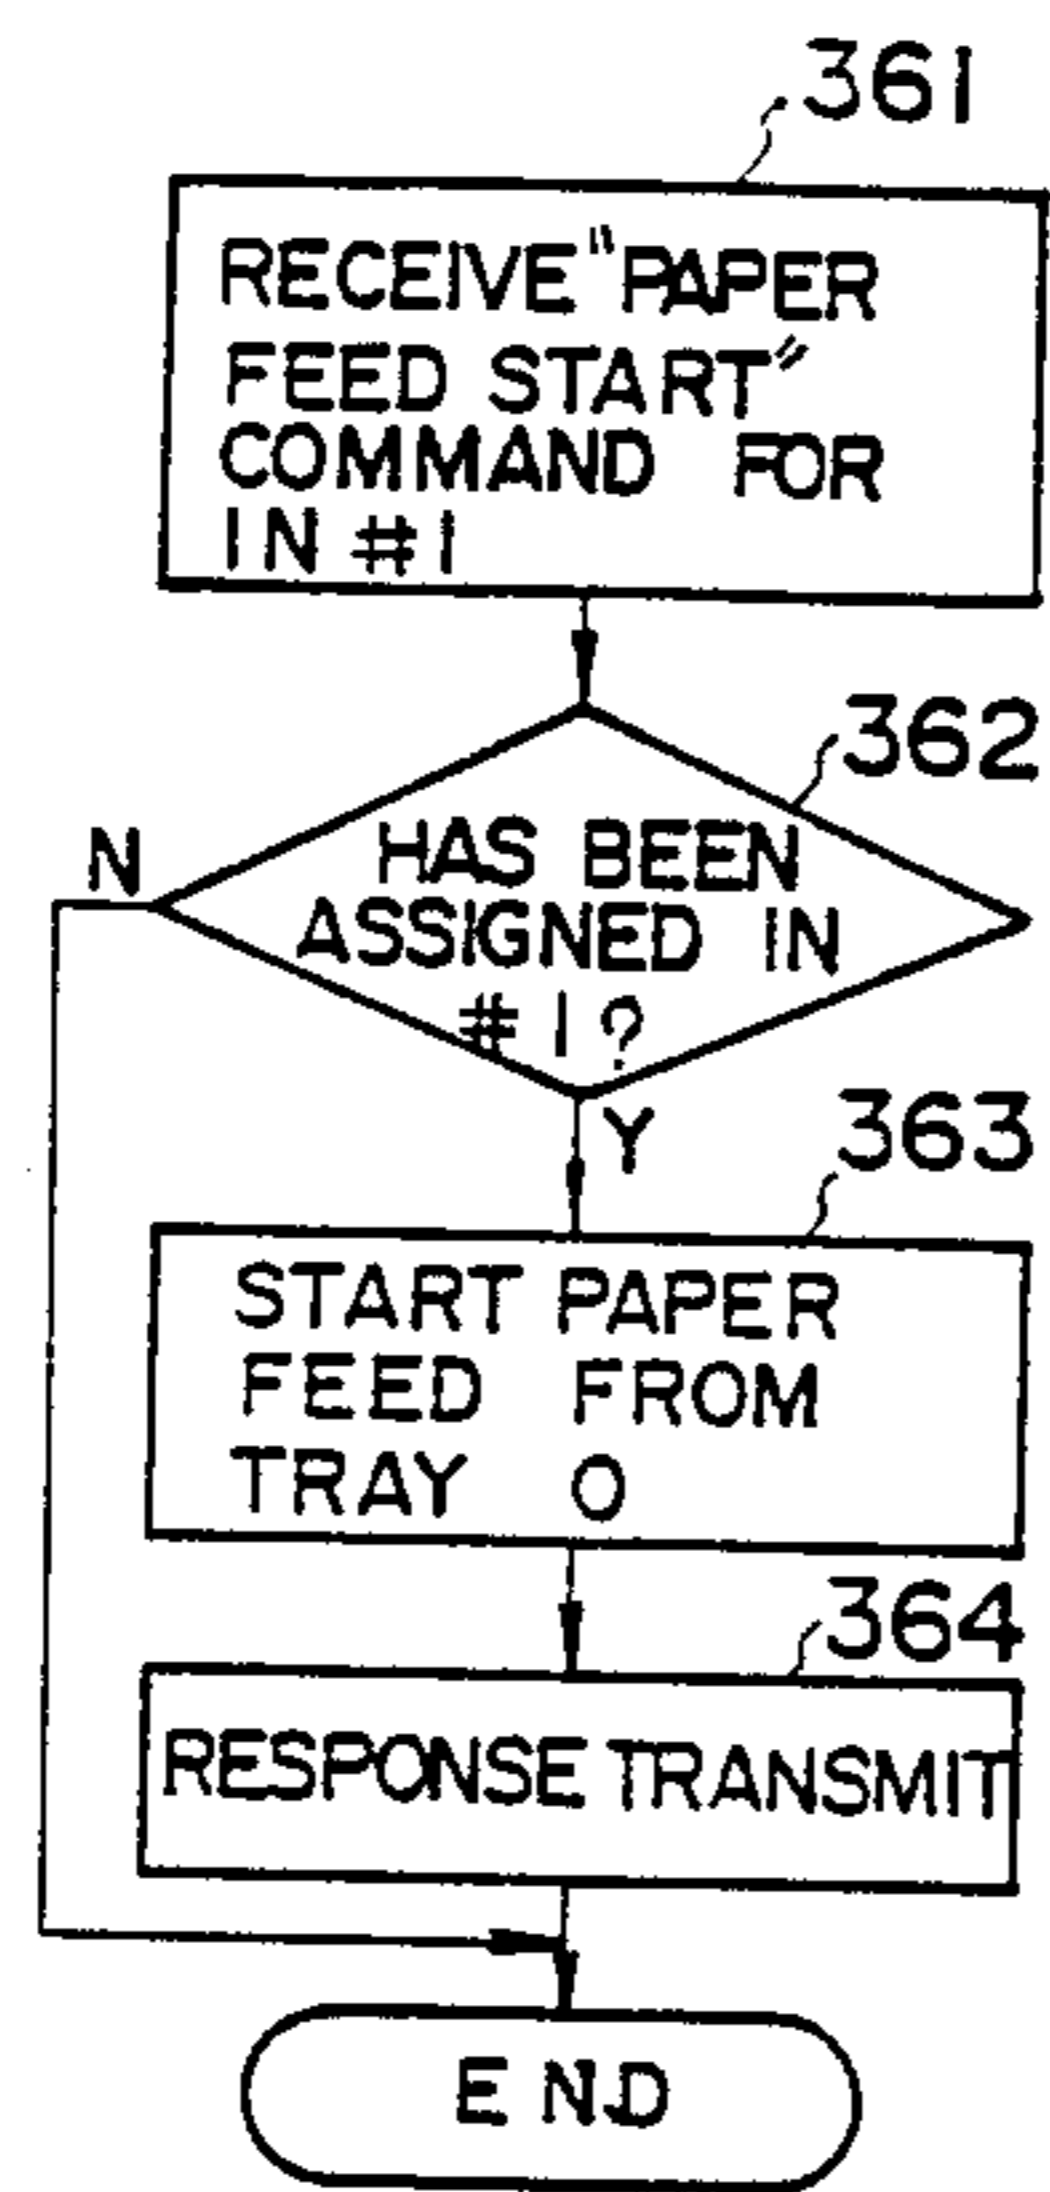 361
RECEIVE "PAPER
FEED START"
COMMAND FOR
IN #1
362
N
HAS BEEN
ASSIGNED IN
#1?
Y
363
START PAPER
FEED FROM
TRAY 0
364
RESPONSE TRANSMIT
END